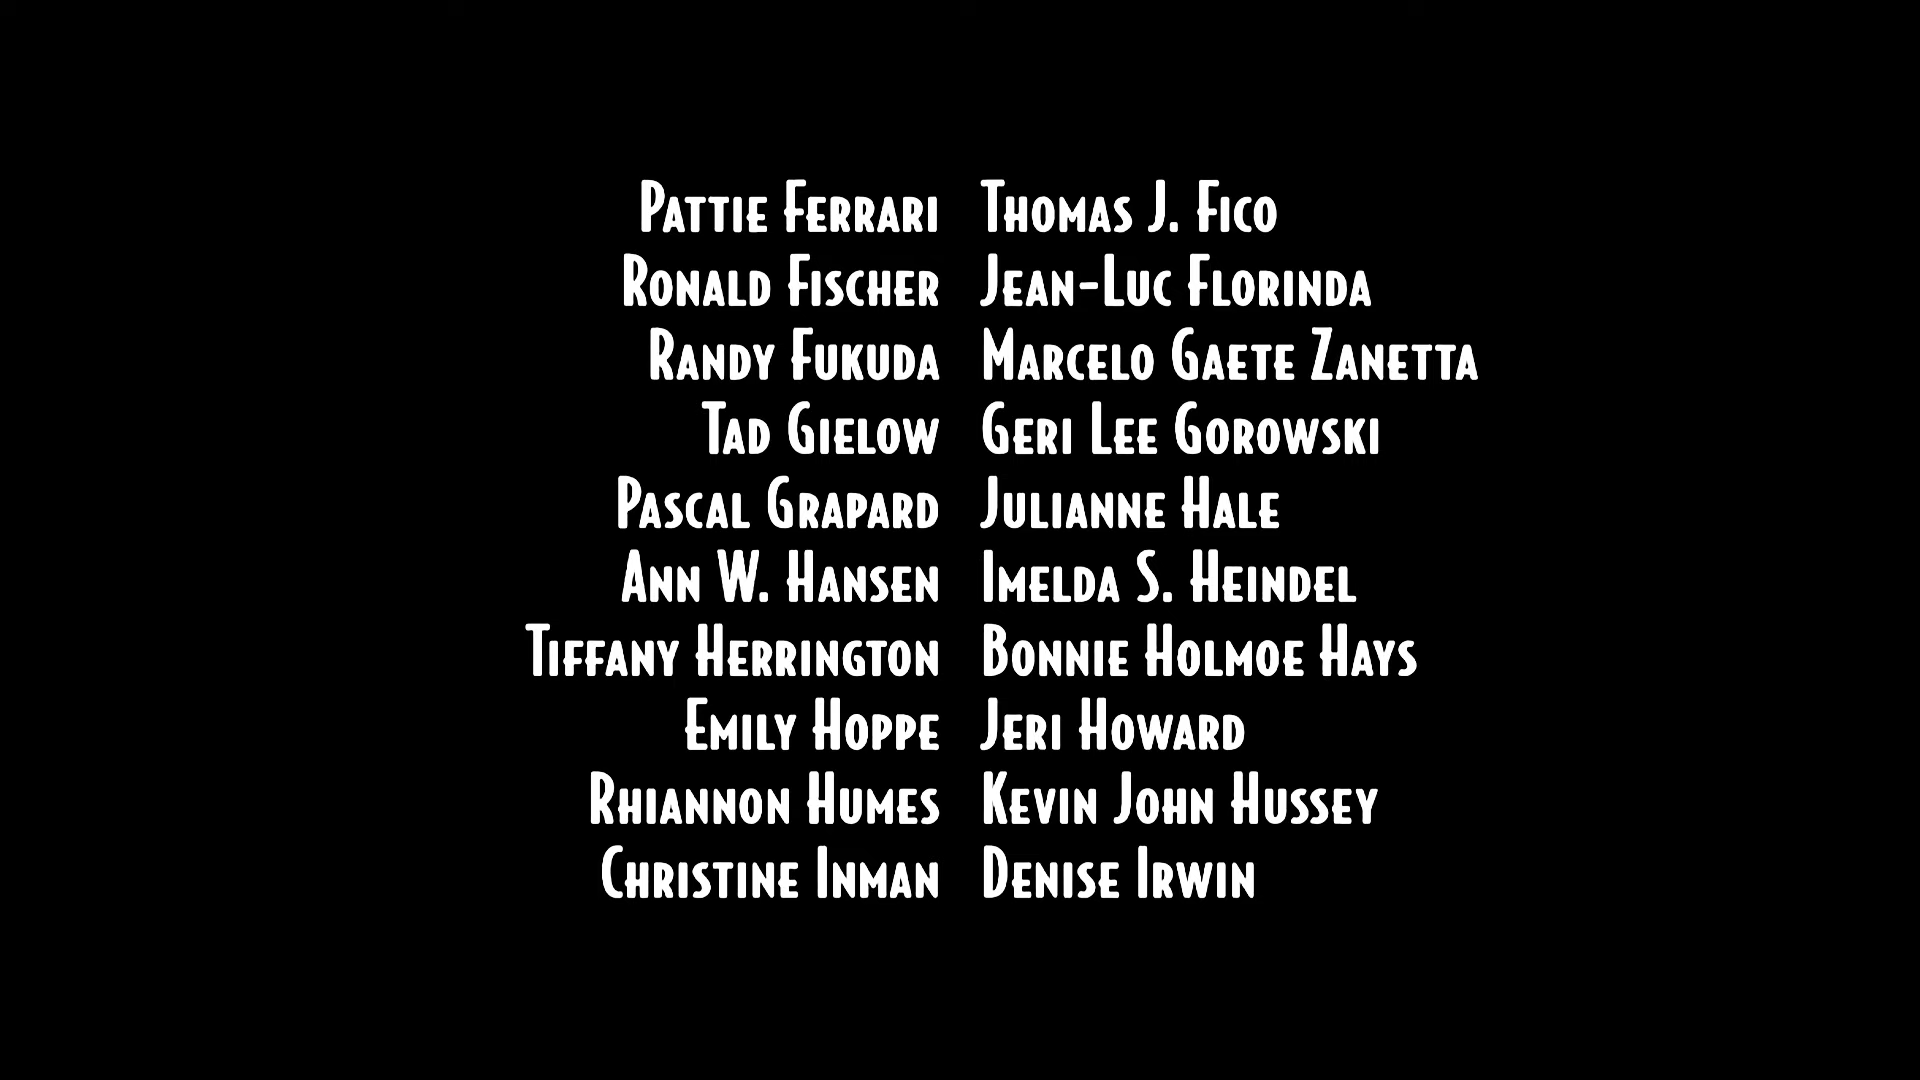 Pattie Ferrari Thomas J. Fico
Ronald Fischer Jean-Luc Florinda
Randy Fukuda Marcelo Gaete Zanetta
Tad Gielow Geri Lee Gorowski
Pascal Grapard Julianne Hale
Ann W. Hansen Imelda S. Heindel
Tiffany Herrington Bonnie Holmoe Hays
Emily Hoppe Jeri Howard
Rhiannon Humes Kevin John Hussey
Christine Inman Denise Irwin